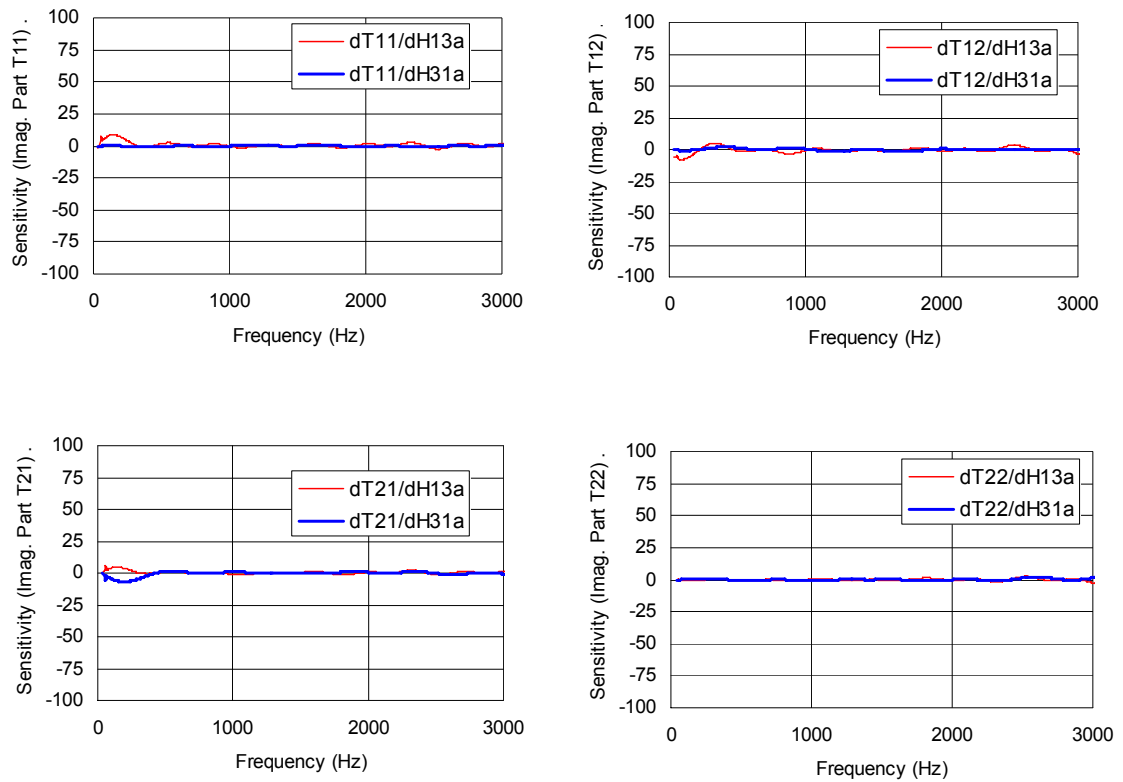 Sensitivity (Imag. Part T11) .
100
75
50
25
0
-25
-50
-75
-100
dT11/dH13a
dT11/dH31a
0 1000 2000 3000
Frequency (Hz)
Sensitivity (Imag. Part T12) .
100
75
50
25
0
-25
-50
-75
-100
dT12/dH13a
dT12/dH31a
0 1000 2000 3000
Frequency (Hz)
Sensitivity (Imag. Part T21) .
100
75
50
25
0
-25
-50
-75
-100
dT21/dH13a
dT21/dH31a
0 1000 2000 3000
Frequency (Hz)
Sensitivity (Imag. Part T22) .
100
75
50
25
0
-25
-50
-75
-100
dT22/dH13a
dT22/dH31a
0 1000 2000 3000
Frequency (Hz)